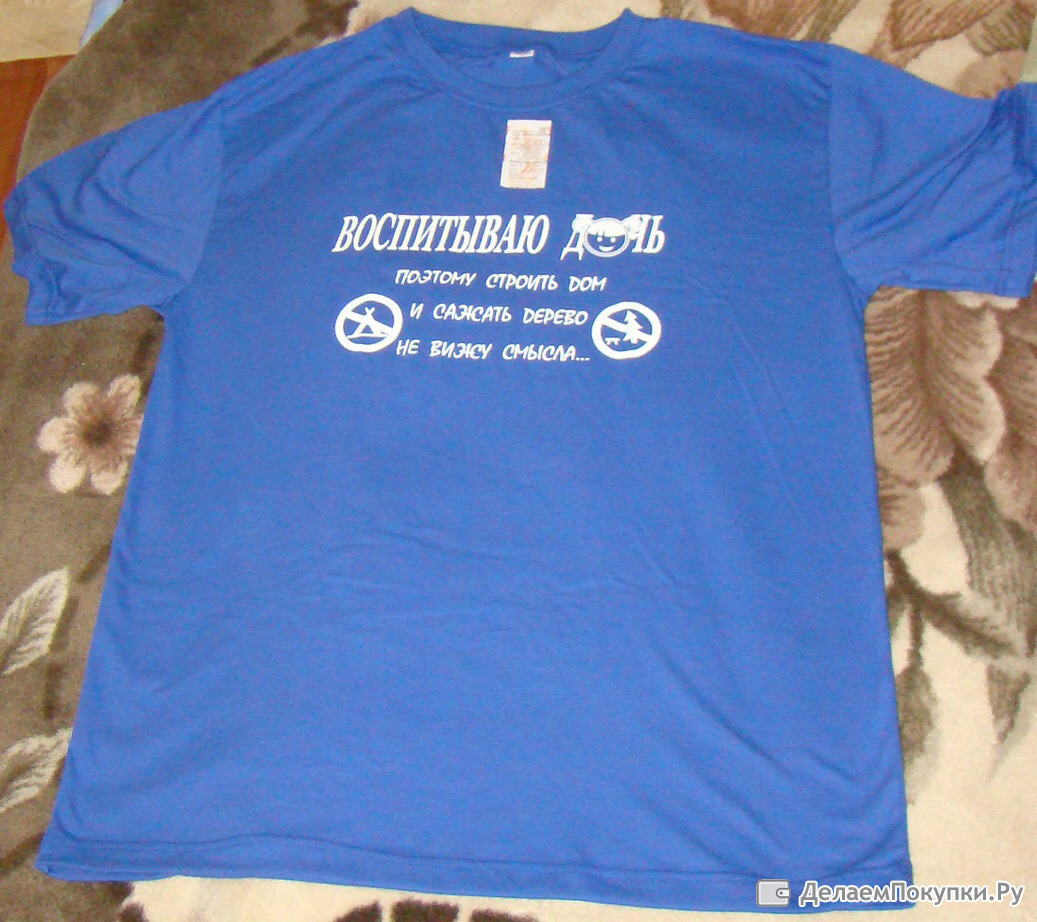 ВОСПИТЫВАЮ ДОЧЬ
ПОЭТОМУ СТРОИТЬ ДОМ
И САЖАТЬ ДЕРЕВО
НЕ ВИЖУ СМЫСЛА...
ДелаемПокупки.Ру